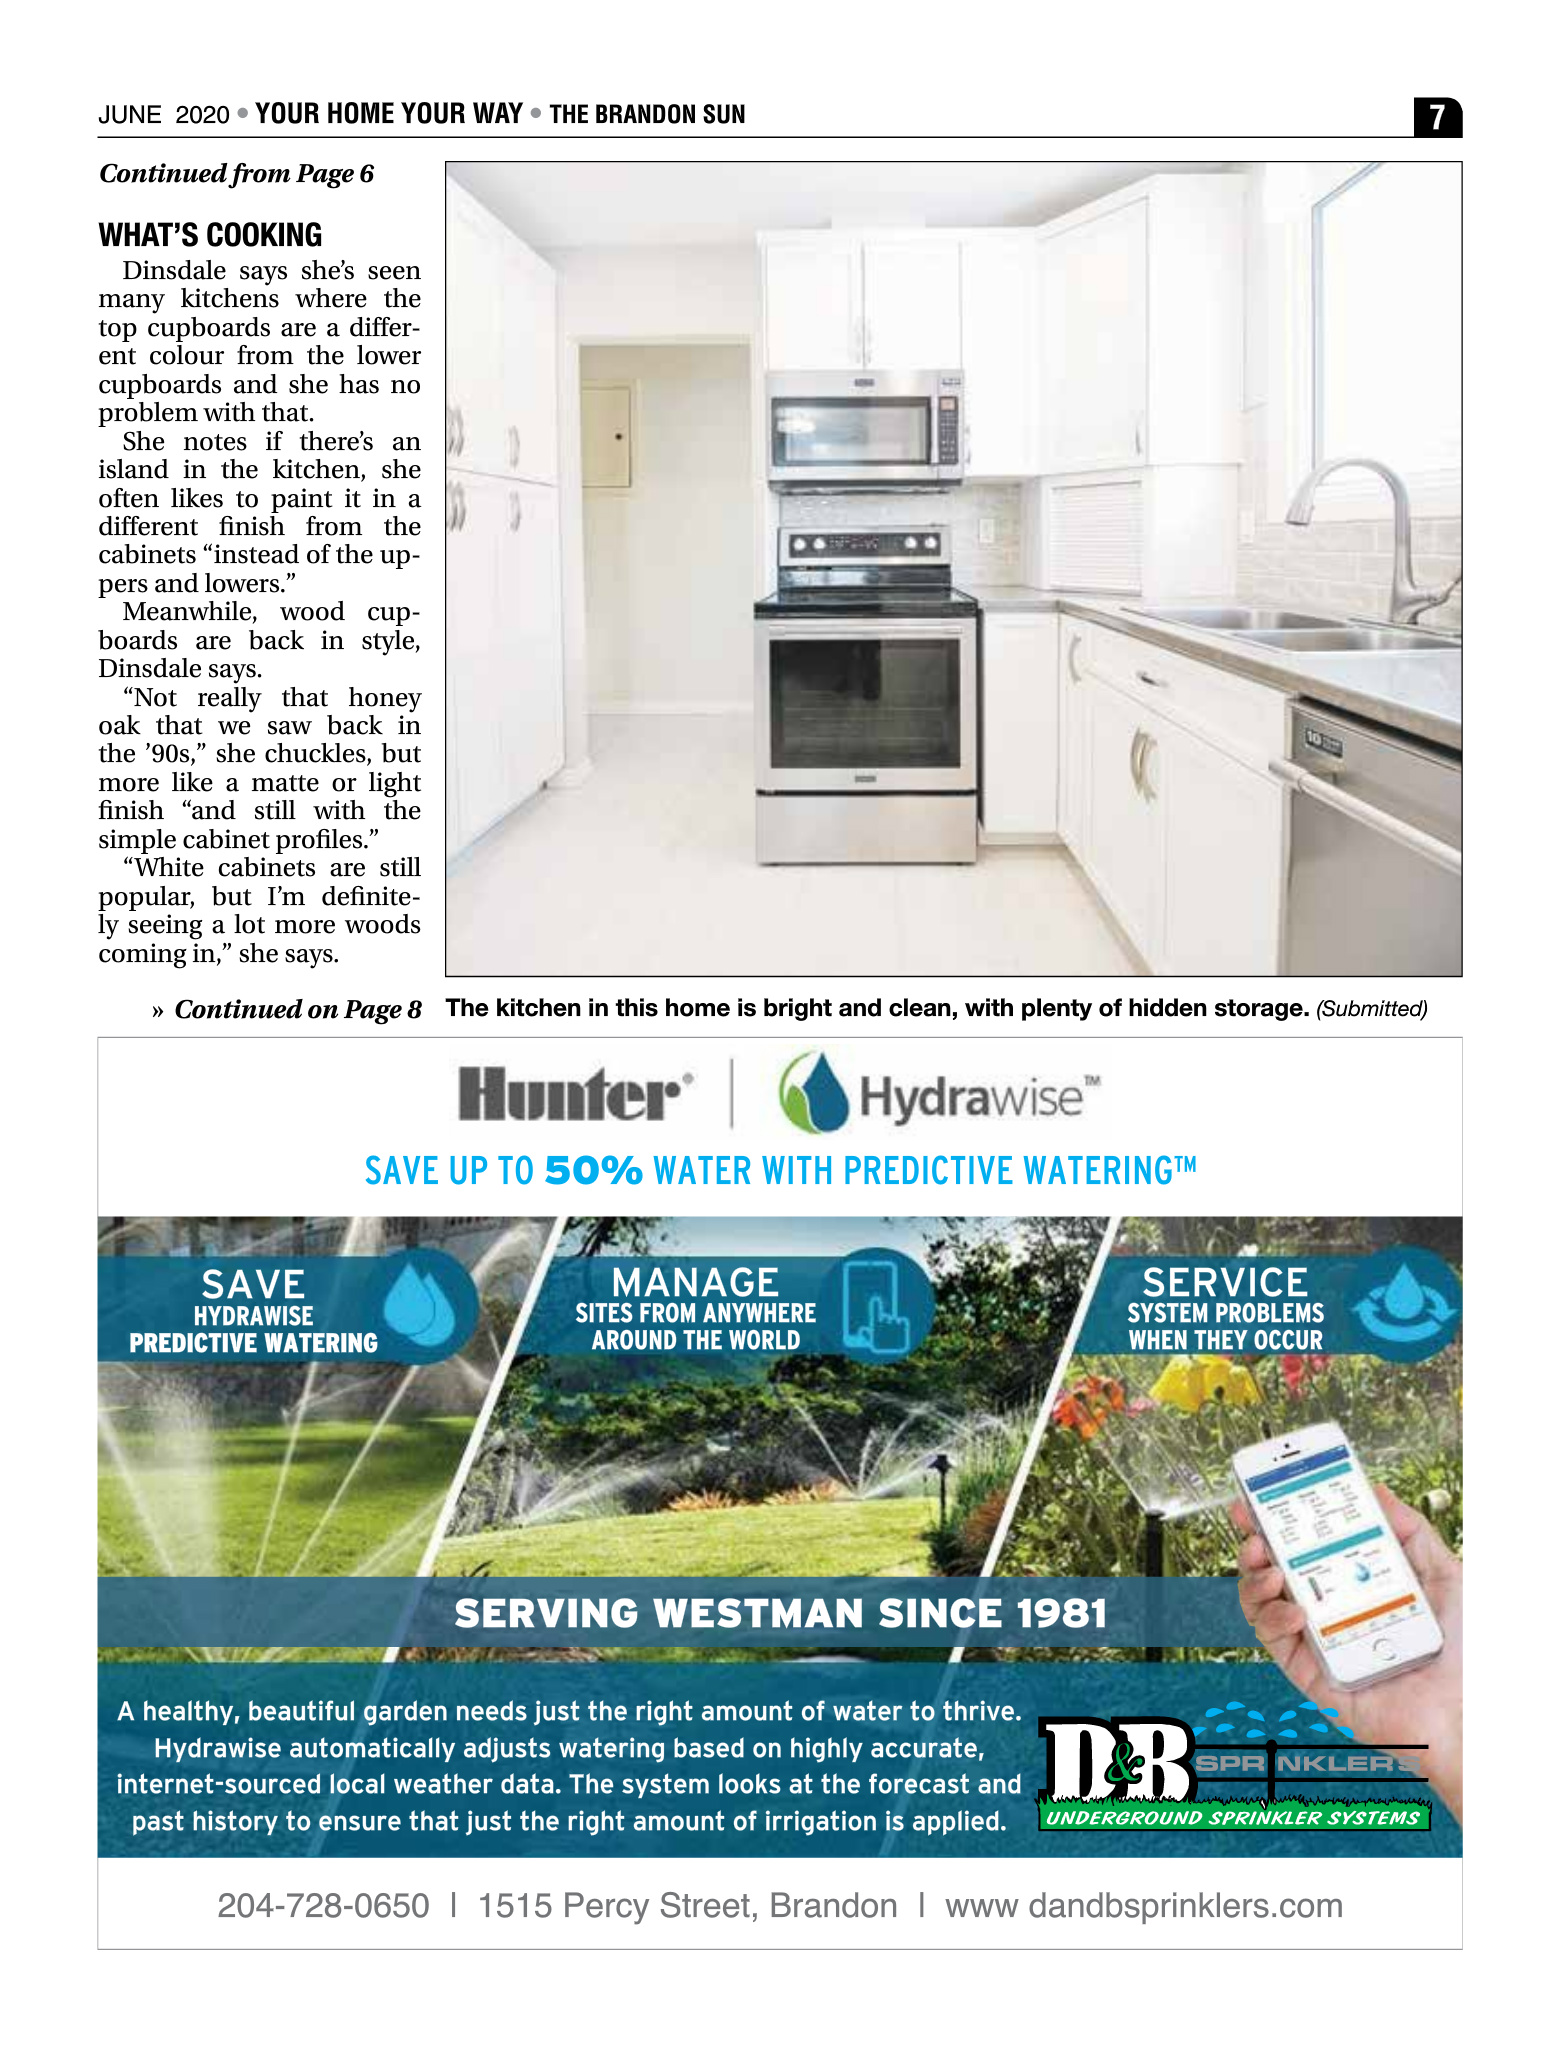 JUNE 2020 • YOUR HOME YOUR WAY • THE BRANDON SUN
7
Continued from Page 6
WHAT'S COOKING
Dinsdale says she's seen
many kitchens where the
top cupboards are a differ-
ent colour from the lower
cupboards and she has no
problem with that.
She notes if there's an
island in the kitchen, she
often likes to paint it in a
different finish from the
cabinets “instead of the up-
pers and lowers.”
Meanwhile, wood cup-
boards are back in style,
Dinsdale says.
“Not really that honey
oak that we saw back in
the ’90s,” she chuckles, but
more like a matte or light
finish “and still with the
simple cabinet profiles.”
“White cabinets are still
popular, but I’m definite-
ly seeing a lot more woods
coming in,” she says.
» Continued on Page 8
10
The kitchen in this home is bright and clean, with plenty of hidden storage. (Submitted)
Hunter® | Hydrawise™
SAVE UP TO 50% WATER WITH PREDICTIVE WATERING™
SAVE
HYDRAWISE
PREDICTIVE WATERING
MANAGE
SITES FROM ANYWHERE
AROUND THE WORLD
SERVICE
SYSTEM PROBLEMS
WHEN THEY OCCUR
SERVING WESTMAN SINCE 1981
A healthy, beautiful garden needs just the right amount of water to thrive.
Hydrawise automatically adjusts watering based on highly accurate,
internet-sourced local weather data. The system looks at the forecast and
past history to ensure that just the right amount of irrigation is applied.
D&B SPRINKLERS
UNDERGROUND SPRINKLER SYSTEMS
204-728-0650 | 1515 Percy Street, Brandon | www dandbsprinklers.com